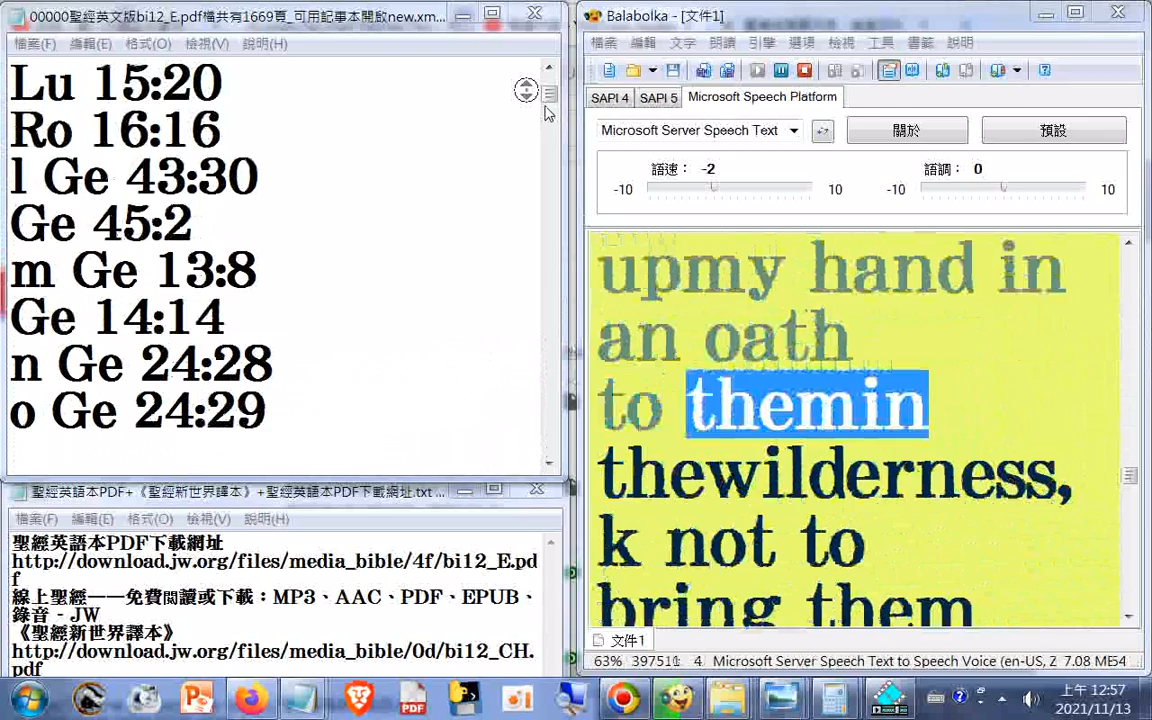 00000聖經英文版bi12_E.pdf檔共有1669頁_可用記事本開啟new.xm...
檔案(F) 編輯(E) 格式(O) 檢視(V) 說明(H)
Lu 15:20
Ro 16:16
l Ge 43:30
Ge 45:2
m Ge 13:8
Ge 14:14
n Ge 24:28
o Ge 24:29
聖經英語本PDF+《聖經新世界譯本》+聖經英語本PDF下載網址.txt ...
檔案(F) 編輯(E) 格式(O) 檢視(V) 說明(H)
聖經英語本PDF下載網址
http://download.jw.org/files/media_bible/4f/bi12_E.pd
f
線上聖經——免費閱讀或下載：MP3、AAC、PDF、EPUB、
錄音 - JW
《聖經新世界譯本》
http://download.jw.org/files/media_bible/0d/bi12_CH.
pdf
Balabolka - [文件1]
檔案 編輯 文字 朗讀 引擎 選項 檢視 工具 書籤 說明
SAPI 4 SAPI 5 Microsoft Speech Platform
Microsoft Server Speech Text 關於 預設
語速： -2 語調： 0
-10 10 -10 10
upmy hand in
an oath
to themin
thewilderness,
k not to
bring them
文件1
63% 4 Microsoft Server Speech Text to Speech Voice (en-US, Z 7.08 ME54
上午 12:57
2021/11/13